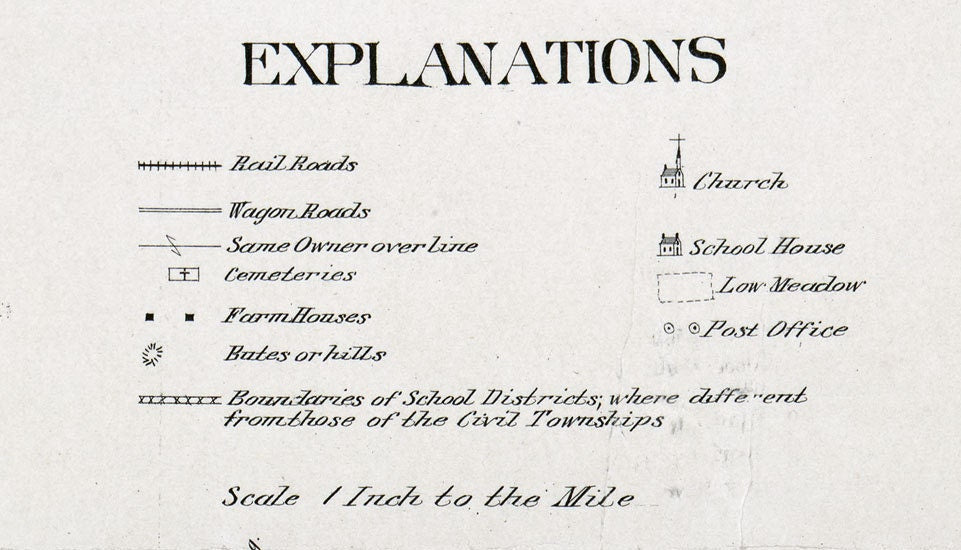 EXPLANATIONS
Rail Roads
Wagon Roads
Same Owner over line
Cemeteries
Farm Houses
Butes or hills
Boundaries of School Districts; where diffe ent
from those of the Civil Townships
Church
School House
Low Meadow
Post Office
Scale 1 Inch to the Mile